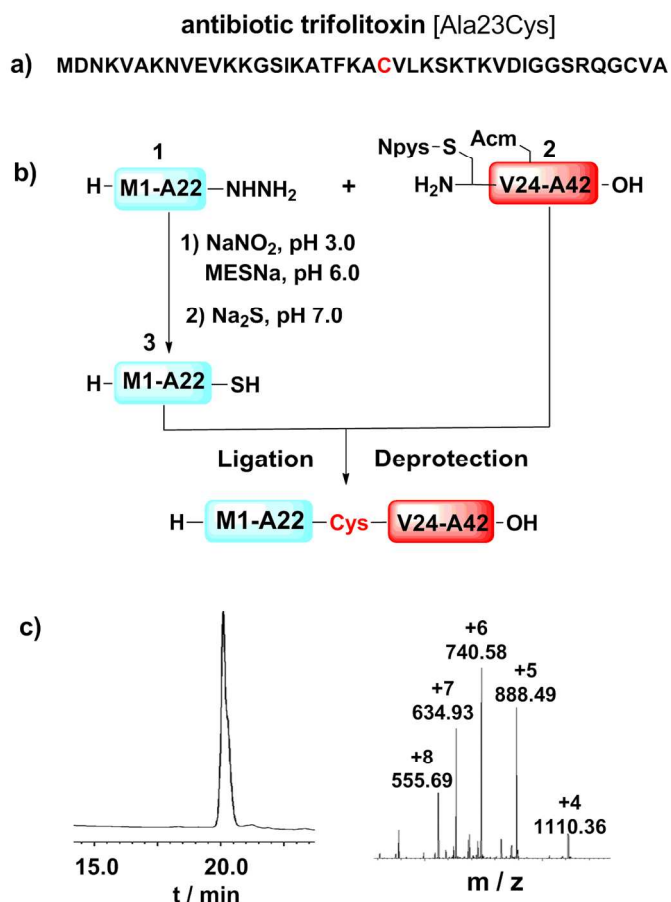 antibiotic trifolitoxin [Ala23Cys]
a) MDNKVAKNVEVKKGSIKATFKACVLKSKTKVDIGGSRQGCVA
b)
1
H M1-A22 NHNH₂
+
Npys S Acm 2
H₂N V24-A42 OH
1) NaNO₂, pH 3.0
MESNa, pH 6.0
2) Na₂S, pH 7.0
3
H M1-A22 SH
Ligation Deprotection
H M1-A22 Cys V24-A42 OH
c)
+6
740.58
+5
888.49
+7
634.93
+8
555.69
+4
1110.36
15.0 20.0
t / min
m / z